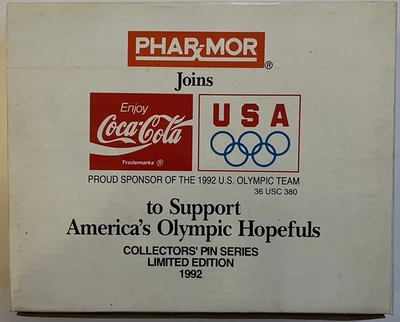 PHAR-MOR ®
Joins
Enjoy
Coca-Cola
Trademarks ®
USA
PROUD SPONSOR OF THE 1992 U.S. OLYMPIC TEAM
36 USC 380
to Support
America's Olympic Hopefuls
COLLECTORS' PIN SERIES
LIMITED EDITION
1992